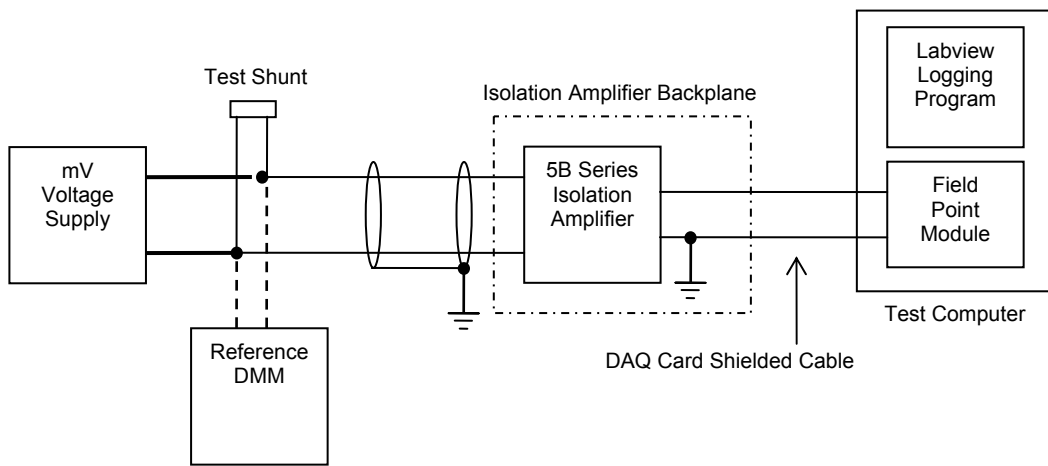 Test Shunt
mV
Voltage
Supply
Reference
DMM
Isolation Amplifier Backplane
5B Series
Isolation
Amplifier
DAQ Card Shielded Cable
Labview
Logging
Program
Field
Point
Module
Test Computer